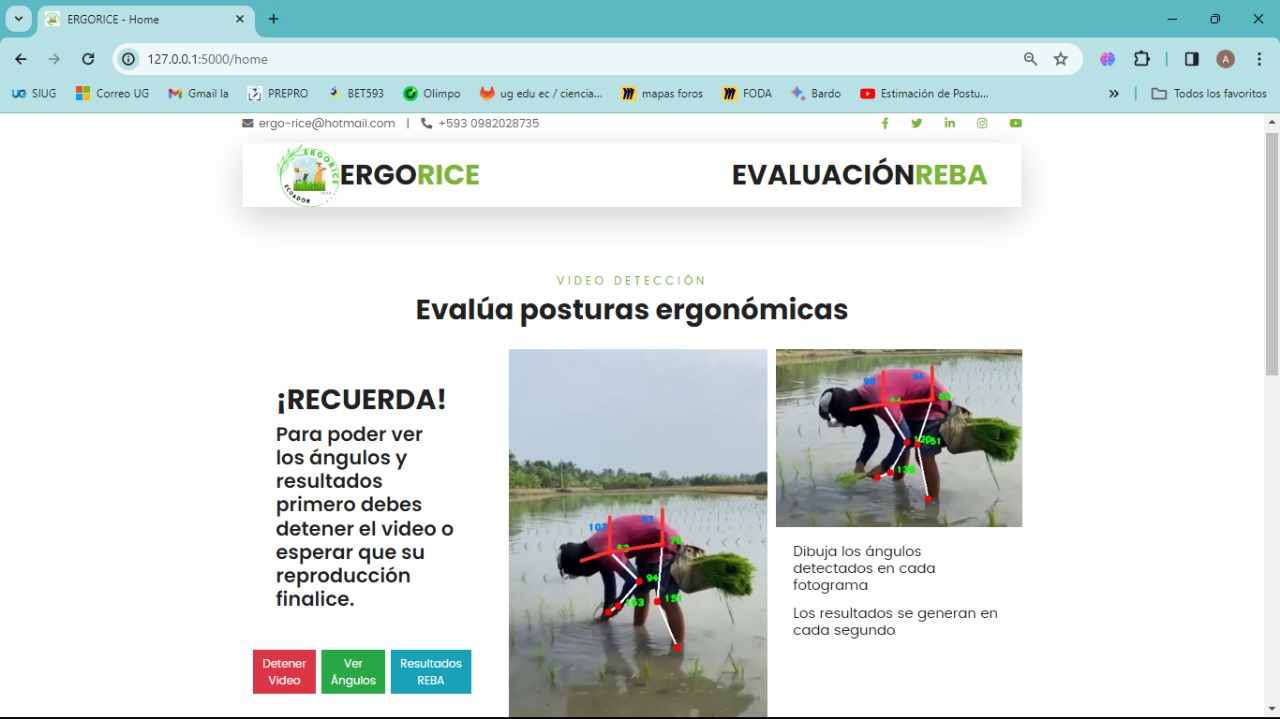 ERGORICE - Home
127.0.0.1:5000/home
SIUG
Correo UG
Gmail la
PREPRO
BET593
Olimpo
ug edu ec / ciencia...
mapas foros
FODA
Bardo
Estimación de Postu...
»
Todos los favoritos
ergo-rice@hotmail.com | +593 0982028735
ERGORICE
ECUADOR
ERGORICE
EVALUACIÓNREBA
VIDEO DETECCIÓN
Evalúa posturas ergonómicas
¡RECUERDA!
Para poder ver
los ángulos y
resultados
primero debes
detener el video o
esperar que su
reproducción
finalice.
Detener
Video
Ver
Ángulos
Resultados
REBA
94
Dibuja los ángulos
detectados en cada
fotograma
Los resultados se generan en
cada segundo